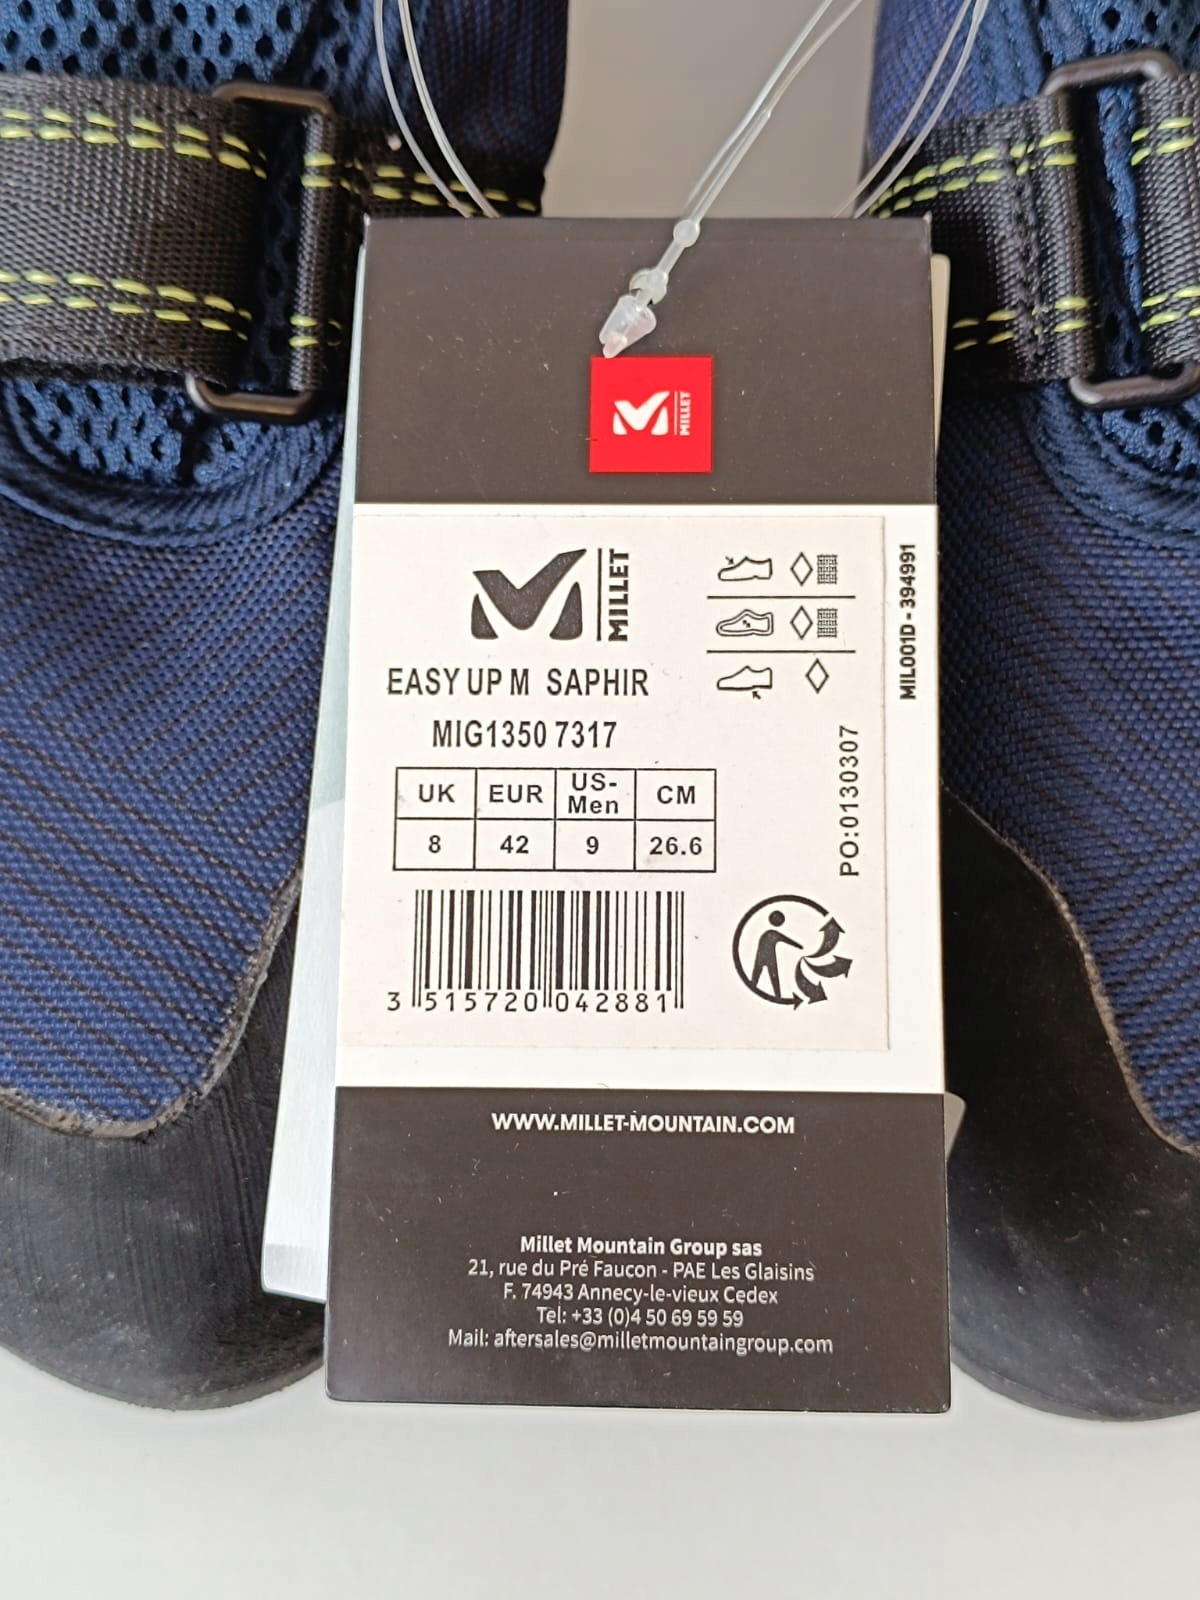 MILLET
MILLET
EASY UP M SAPHIR
MIG1350 7317
UK EUR US-Men CM
8 42 9 26.6
3 515720 042881
PO:0130307
MIL001D - 394991
WWW.MILLET-MOUNTAIN.COM
Millet Mountain Group sas
21, rue du Pré Faucon - PAE Les Glaisins
F. 74943 Annecy-le-vieux Cedex
Tel: +33 (0)4 50 69 59 59
Mail: aftersales@milletmountaingroup.com